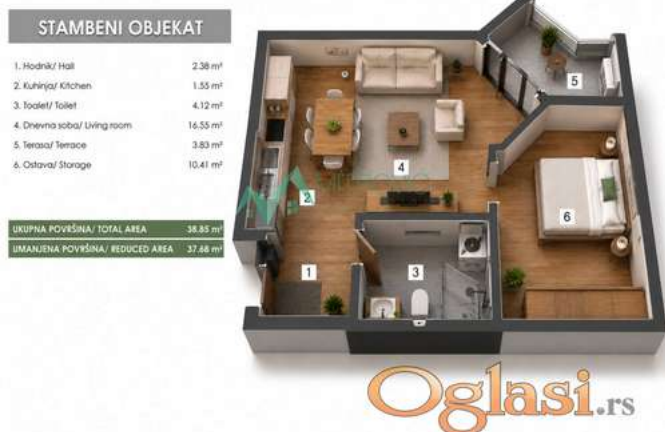 STAMBENI OBJEKAT
1. Hodnik/ Hall 2.38 m²
2. Kuhinja/ Kitchen 1.55 m²
3. Toalet/ Toilet 4.12 m²
4. Dnevna soba/ Living room 16.55 m²
5. Terasa/ Terrace 3.83 m²
6. Ostava/ Storage 10.41 m²
UKUPNA POVRŠINA/ TOTAL AREA 38.85 m²
UMANJENA POVRŠINA/ REDUCED AREA 37.68 m²
5
4
2
6
1
3
Oglasi.rs